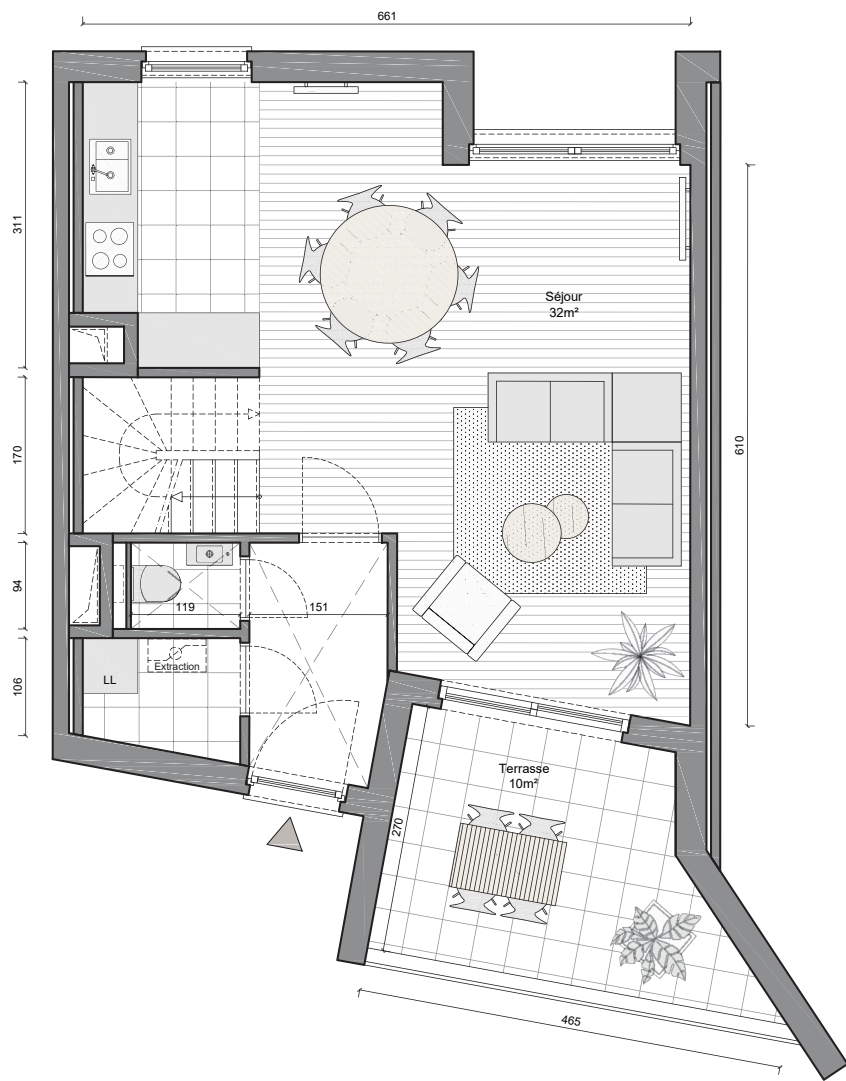 661
311
Séjour
32m²
170
610
94
119
151
106
Extraction
LL
Terrasse
10m²
270
465